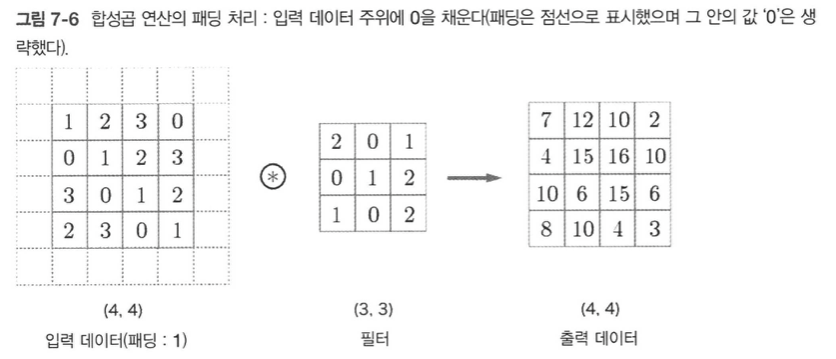 그림 7-6 합성곱 연산의 패딩 처리 : 입력 데이터 주위에 0을 채운다(패딩은 점선으로 표시했으며 그 안의 값 ‘0’은 생
략했다).
1 2 3 0
0 1 2 3
3 0 1 2
2 3 0 1
*
2 0 1
0 1 2
1 0 2
7 12 10 2
4 15 16 10
10 6 15 6
8 10 4 3
(4, 4)
입력 데이터(패딩 : 1)
(3, 3)
필터
(4, 4)
출력 데이터